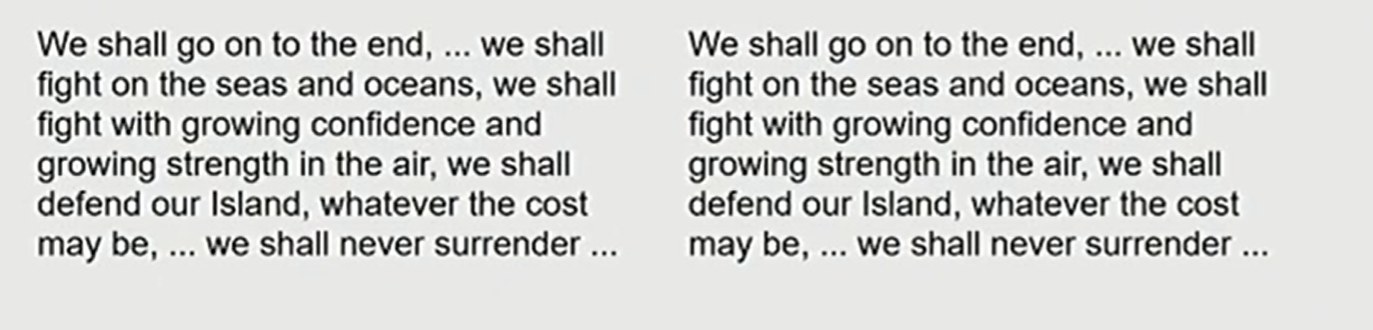 We shall go on to the end, ... we shall
fight on the seas and oceans, we shall
fight with growing confidence and
growing strength in the air, we shall
defend our Island, whatever the cost
may be, ... we shall never surrender ...
We shall go on to the end, ... we shall
fight on the seas and oceans, we shall
fight with growing confidence and
growing strength in the air, we shall
defend our Island, whatever the cost
may be, ... we shall never surrender ...